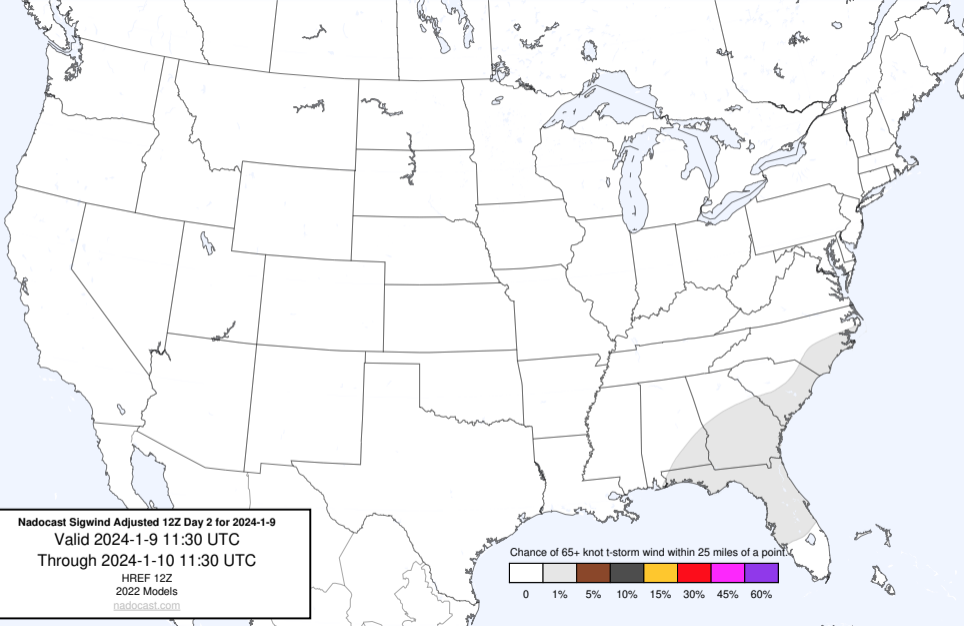 Nadocast Sigwind Adjusted 12Z Day 2 for 2024-1-9
Valid 2024-1-9 11:30 UTC
Through 2024-1-10 11:30 UTC
HREF 12Z
2022 Models
nadocast.com
Chance of 65+ knot t-storm wind within 25 miles of a point.
0 1% 5% 10% 15% 30% 45% 60%